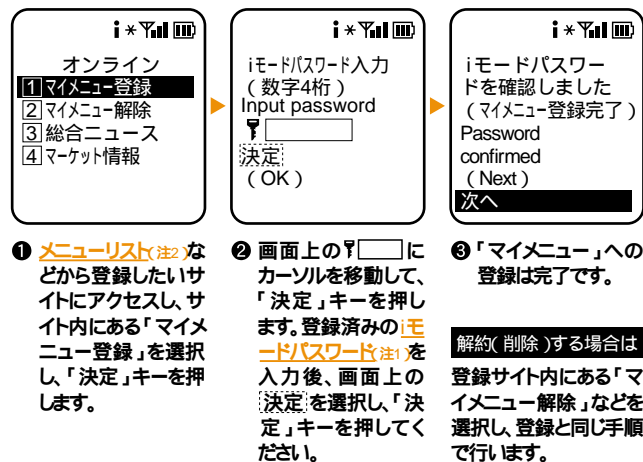 オンライン
1 マイメニュー登録
2 マイメニュー解除
3 総合ニュース
4 マーケット情報
iモードパスワード入力
（数字4桁）
Input password
決定
（OK）
iモードパスワー
ドを確認しました
（マイメニュー登録完了）
Password
confirmed
（Next）
次へ
❶ メニューリスト（注2）な
どから登録したいサ
イトにアクセスし、サ
イト内にある「マイメ
ニュー登録」を選択
し、「決定」キーを押
します。
❷ 画面上の　　　に
カーソルを移動して、
「決定」キーを押し
ます。登録済みのiモ
ードパスワード（注1）を
入力後、画面上の
決定を選択し、「決
定」キーを押してく
ださい。
❸「マイメニュー」への
登録は完了です。
解約（削除）する場合は
登録サイト内にある「マ
イメニュー解除」などを
選択し、登録と同じ手順
で行います。